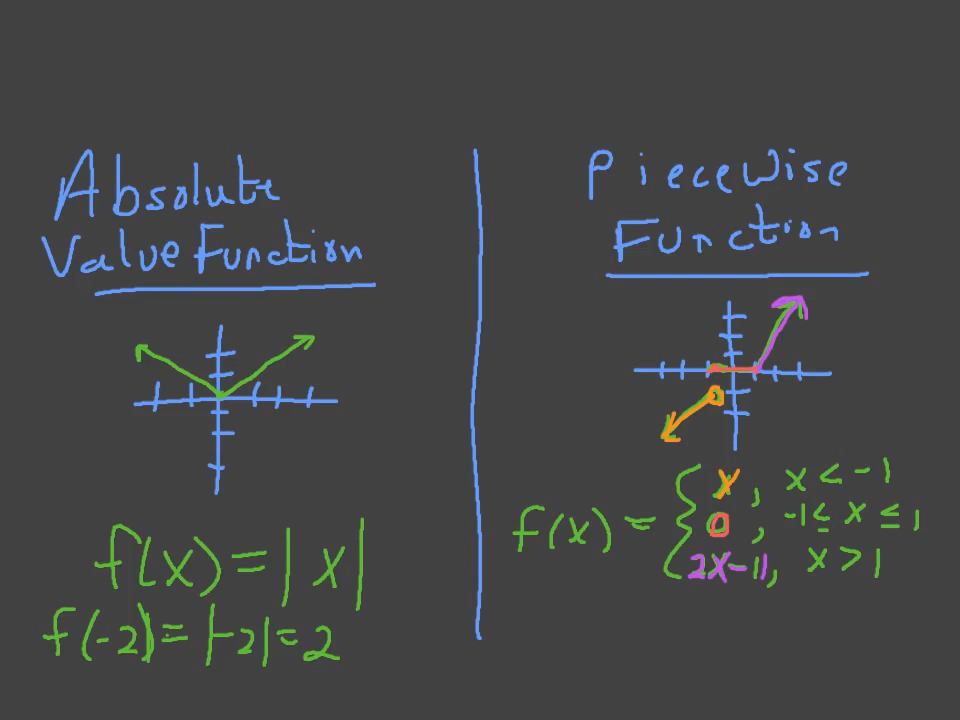 Absolute
Value Function
f(x) = |x|
f(-2) = |-2| = 2
Piecewise
Function
f(x) = { x , x < -1
0 , -1 ≤ x ≤ 1
2x-1, x > 1